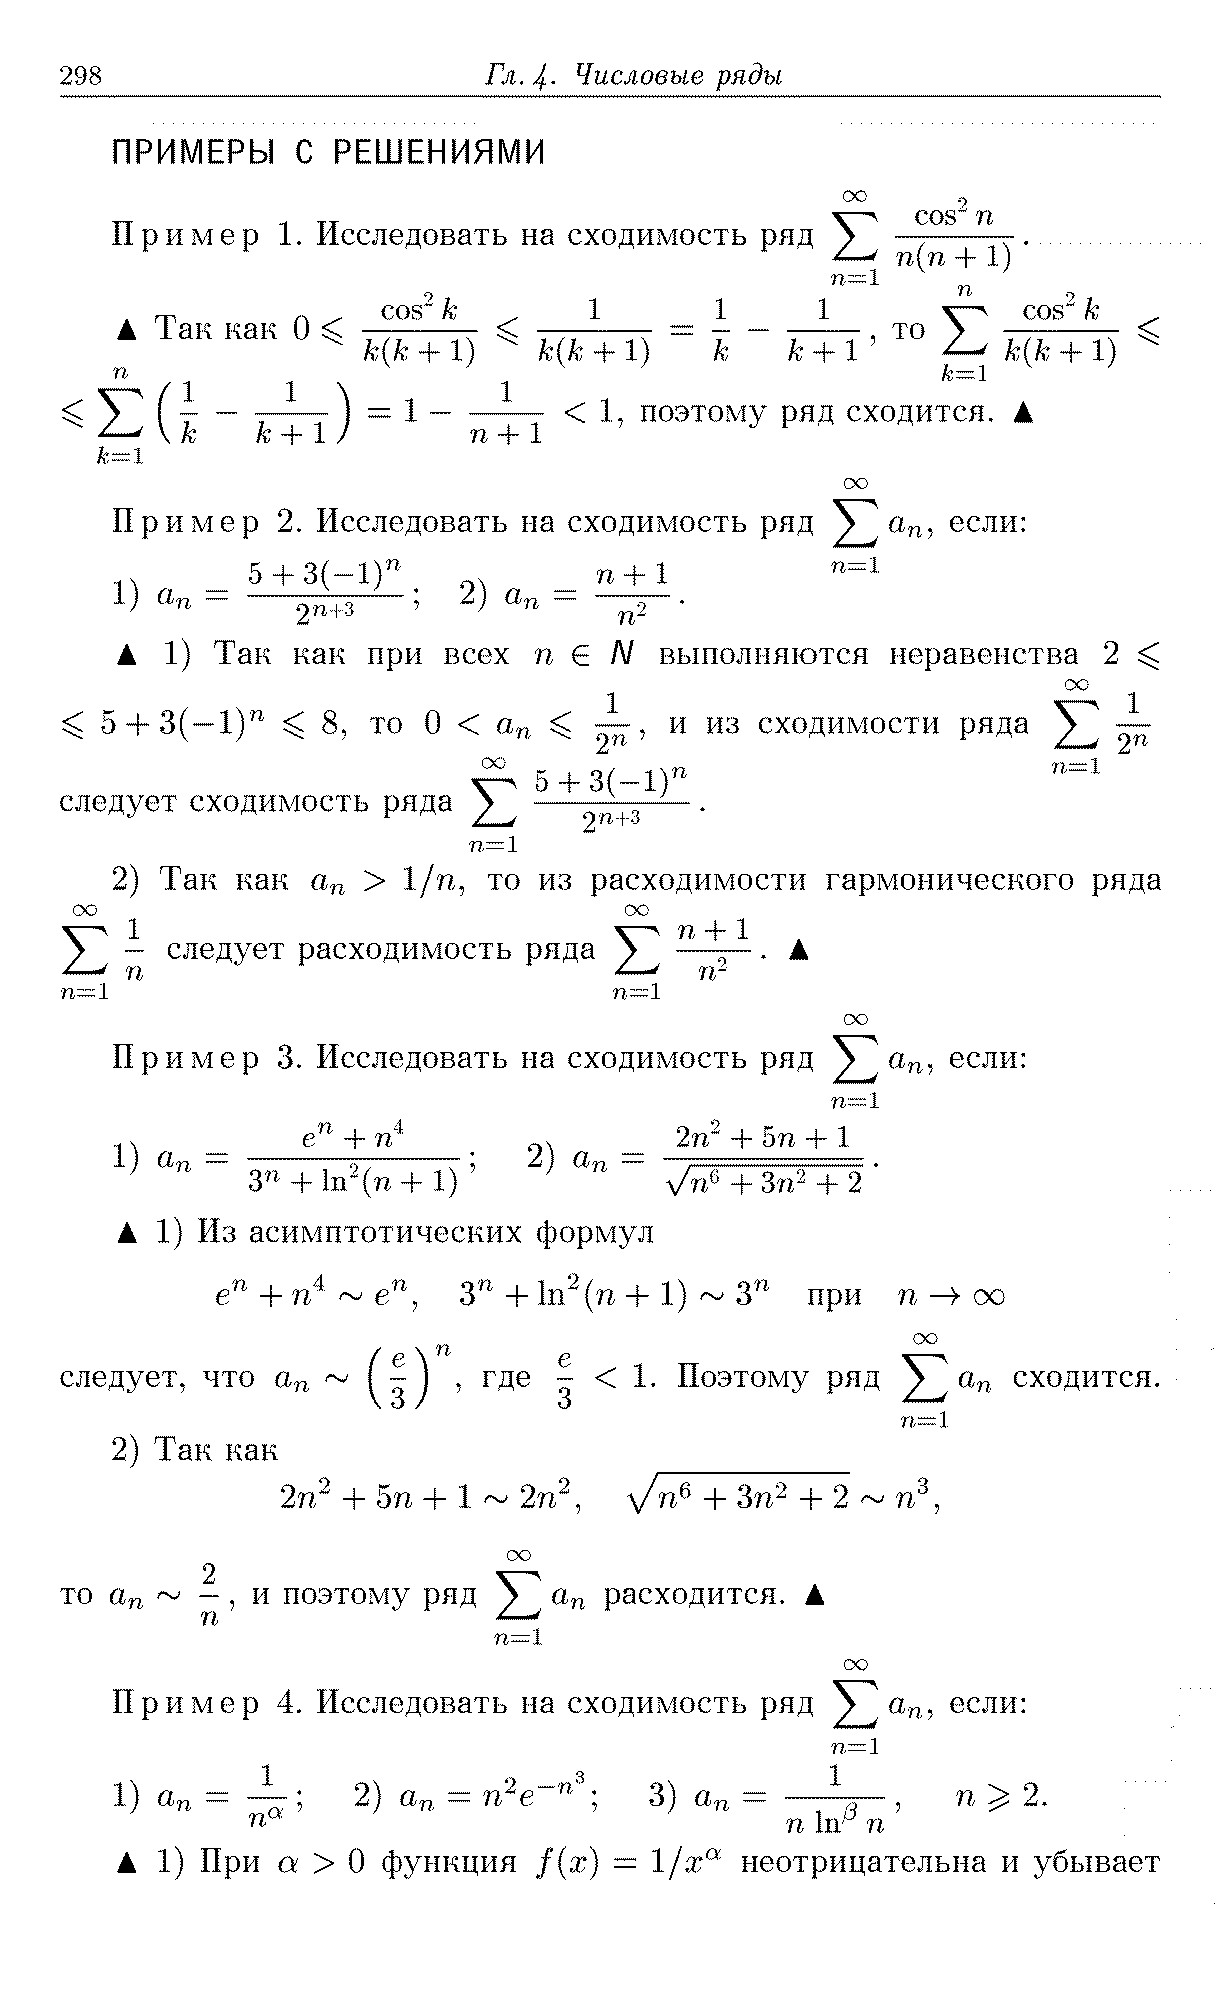 298 Гл. 4. Числовые ряды
ПРИМЕРЫ С РЕШЕНИЯМИ
Пример 1. Исследовать на сходимость ряд $\sum_{n=1}^{\infty} \frac{\cos^2 n}{n(n+1)}$.
▲ Так как $0 \leqslant \frac{\cos^2 k}{k(k+1)} \leqslant \frac{1}{k(k+1)} = \frac{1}{k} - \frac{1}{k+1}$, то $\sum_{k=1}^{n} \frac{\cos^2 k}{k(k+1)} \leqslant$
$\leqslant \sum_{k=1}^{n} \left(\frac{1}{k} - \frac{1}{k+1}\right) = 1 - \frac{1}{n+1} < 1$, поэтому ряд сходится. ▲
Пример 2. Исследовать на сходимость ряд $\sum_{n=1}^{\infty} a_n$, если:
1) $a_n = \frac{5+3(-1)^n}{2^{n+3}}$; 2) $a_n = \frac{n+1}{n^2}$.
▲ 1) Так как при всех $n \in N$ выполняются неравенства $2 \leqslant$
$\leqslant 5 + 3(-1)^n \leqslant 8$, то $0 < a_n \leqslant \frac{1}{2^n}$, и из сходимости ряда $\sum_{n=1}^{\infty} \frac{1}{2^n}$
следует сходимость ряда $\sum_{n=1}^{\infty} \frac{5+3(-1)^n}{2^{n+3}}$.
2) Так как $a_n > 1/n$, то из расходимости гармонического ряда
$\sum_{n=1}^{\infty} \frac{1}{n}$ следует расходимость ряда $\sum_{n=1}^{\infty} \frac{n+1}{n^2}$. ▲
Пример 3. Исследовать на сходимость ряд $\sum_{n=1}^{\infty} a_n$, если:
1) $a_n = \frac{e^n + n^4}{3^n + \ln^2(n+1)}$; 2) $a_n = \frac{2n^2+5n+1}{\sqrt{n^6+3n^2+2}}$.
▲ 1) Из асимптотических формул
$e^n + n^4 \sim e^n$, $3^n + \ln^2(n+1) \sim 3^n$ при $n \to \infty$
следует, что $a_n \sim \left(\frac{e}{3}\right)^n$, где $\frac{e}{3} < 1$. Поэтому ряд $\sum_{n=1}^{\infty} a_n$ сходится.
2) Так как
$2n^2 + 5n + 1 \sim 2n^2$, $\sqrt{n^6 + 3n^2 + 2} \sim n^3$,
то $a_n \sim \frac{2}{n}$, и поэтому ряд $\sum_{n=1}^{\infty} a_n$ расходится. ▲
Пример 4. Исследовать на сходимость ряд $\sum_{n=1}^{\infty} a_n$, если:
1) $a_n = \frac{1}{n^{\alpha}}$; 2) $a_n = n^2 e^{-n^3}$; 3) $a_n = \frac{1}{n \ln^{\beta} n}$, $n \geqslant 2$.
▲ 1) При $\alpha > 0$ функция $f(x) = 1/x^{\alpha}$ неотрицательна и убывает